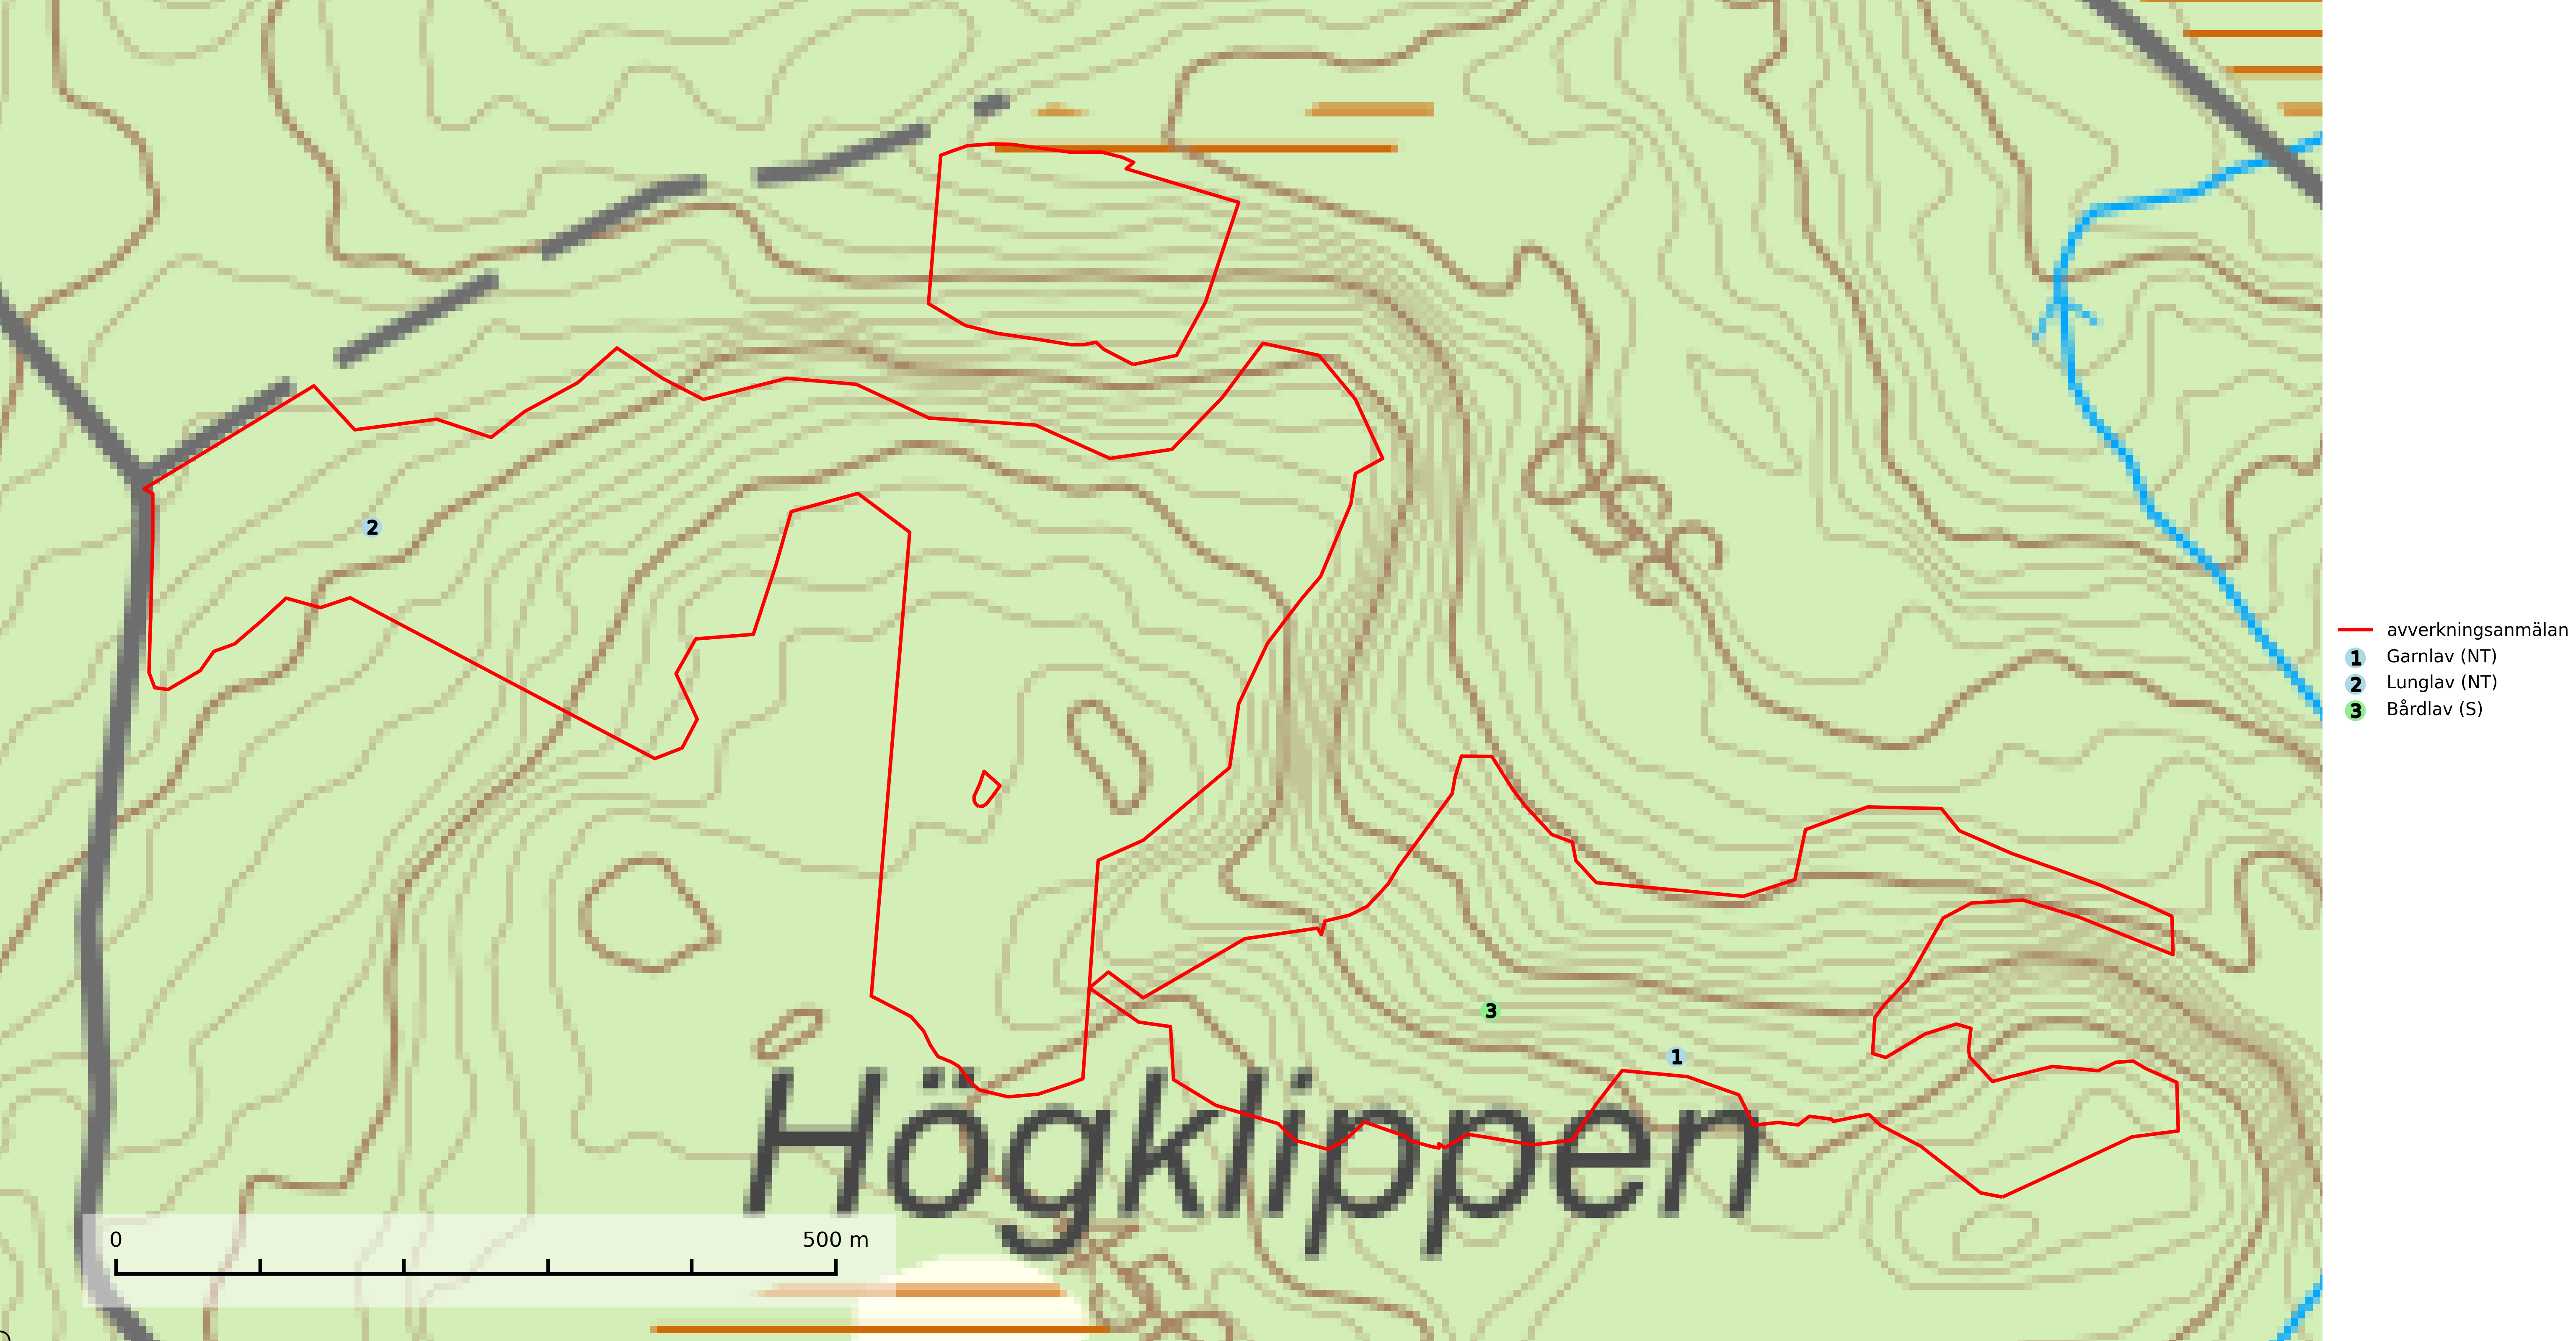 2
avverkningsanmälan
1 Garnlav (NT)
2 Lunglav (NT)
3 Bårdlav (S)
3
1
Högklippen
0 500 m